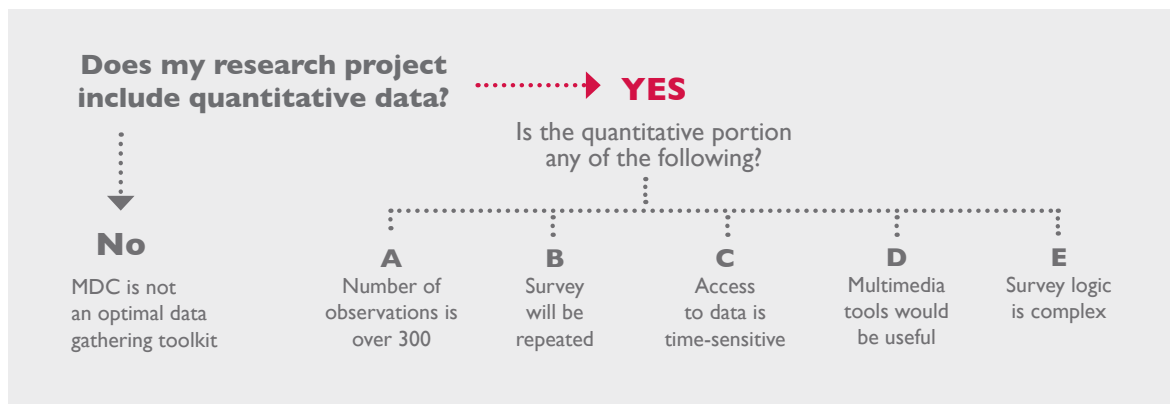 Does my research project
include quantitative data?
YES
Is the quantitative portion
any of the following?
No
MDC is not
an optimal data
gathering toolkit
A
Number of
observations is
over 300
B
Survey
will be
repeated
C
Access
to data is
time-sensitive
D
Multimedia
tools would
be useful
E
Survey logic
is complex